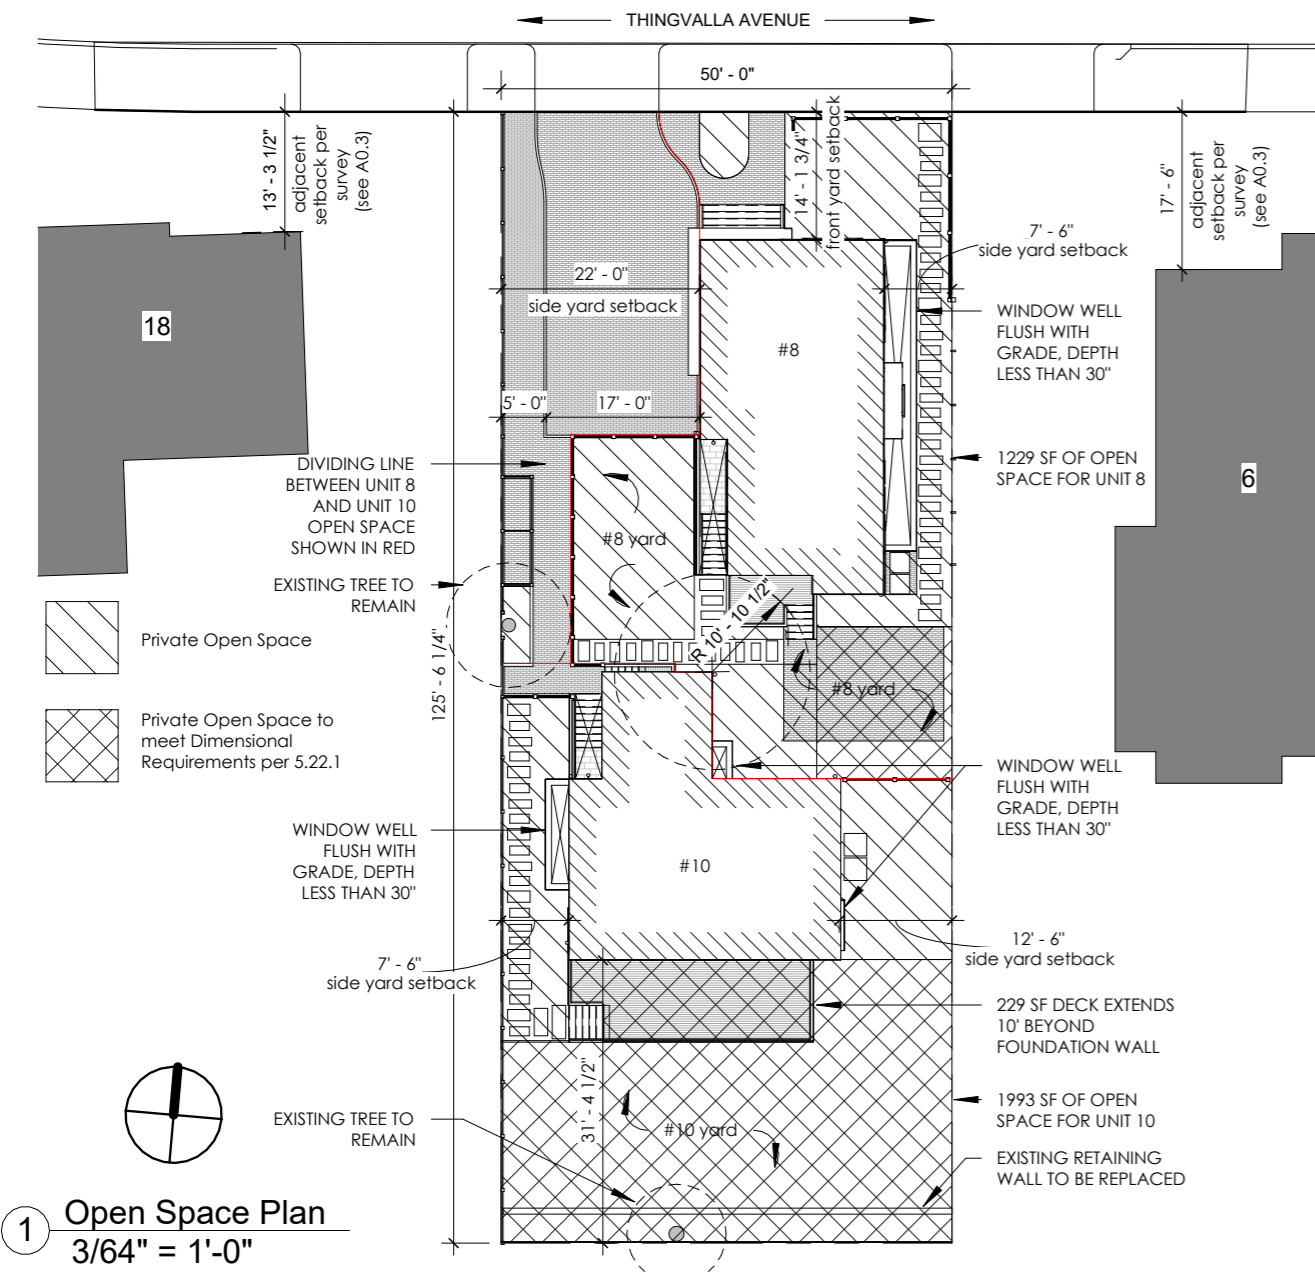 THINGVALLA AVENUE
50' - 0"
13' - 3 1/2"
adjacent
setback per
survey
(see A0.3)
14' - 1 3/4"
front yard setback
17' - 6"
adjacent
setback per
survey
(see A0.3)
7' - 6"
side yard setback
22' - 0"
side yard setback
18
#8
WINDOW WELL
FLUSH WITH
GRADE, DEPTH
LESS THAN 30"
5' - 0"
17' - 0"
DIVIDING LINE
BETWEEN UNIT 8
AND UNIT 10
OPEN SPACE
SHOWN IN RED
1229 SF OF OPEN
SPACE FOR UNIT 8
6
#8 yard
EXISTING TREE TO
REMAIN
R 10' - 10 1/2"
Private Open Space
125' - 6 1/4"
#8 yard
Private Open Space to
meet Dimensional
Requirements per 5.22.1
WINDOW WELL
FLUSH WITH
GRADE, DEPTH
LESS THAN 30"
WINDOW WELL
FLUSH WITH
GRADE, DEPTH
LESS THAN 30"
#10
7' - 6"
side yard setback
12' - 6"
side yard setback
229 SF DECK EXTENDS
10' BEYOND
FOUNDATION WALL
31' - 4 1/2"
1993 SF OF OPEN
SPACE FOR UNIT 10
EXISTING TREE TO
REMAIN
#10 yard
EXISTING RETAINING
WALL TO BE REPLACED
1
Open Space Plan
3/64" = 1'-0"